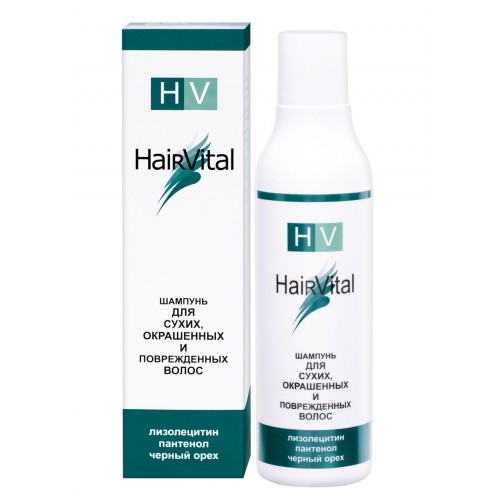 HV
HairVital
ШАМПУНЬ
ДЛЯ
СУХИХ,
ОКРАШЕННЫХ
И
ПОВРЕЖДЕННЫХ
ВОЛОС
лизолецитин
пантенол
черный орех
HairVital
HV
HairVital
ШАМПУНЬ
ДЛЯ
СУХИХ,
ОКРАШЕННЫХ
И
ПОВРЕЖДЕННЫХ
ВОЛОС
лизолецитин
пантенол
черный орех